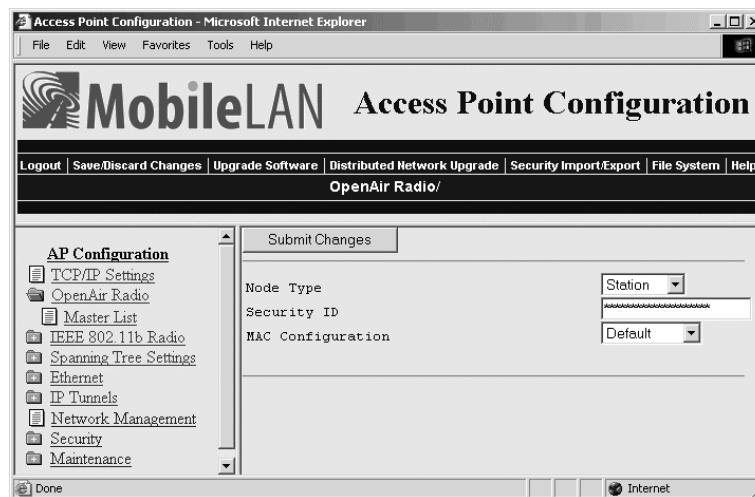 Access Point Configuration - Microsoft Internet Explorer
File Edit View Favorites Tools Help
MobileLAN Access Point Configuration
Logout | Save/Discard Changes | Upgrade Software | Distributed Network Upgrade | Security Import/Export | File System | Help
OpenAir Radio/
Submit Changes
AP Configuration
TCP/IP Settings
OpenAir Radio
Master List
IEEE 802.11b Radio
Spanning Tree Settings
Ethernet
IP Tunnels
Network Management
Security
Maintenance
Node Type Station
Security ID *********************
MAC Configuration Default
Done Internet